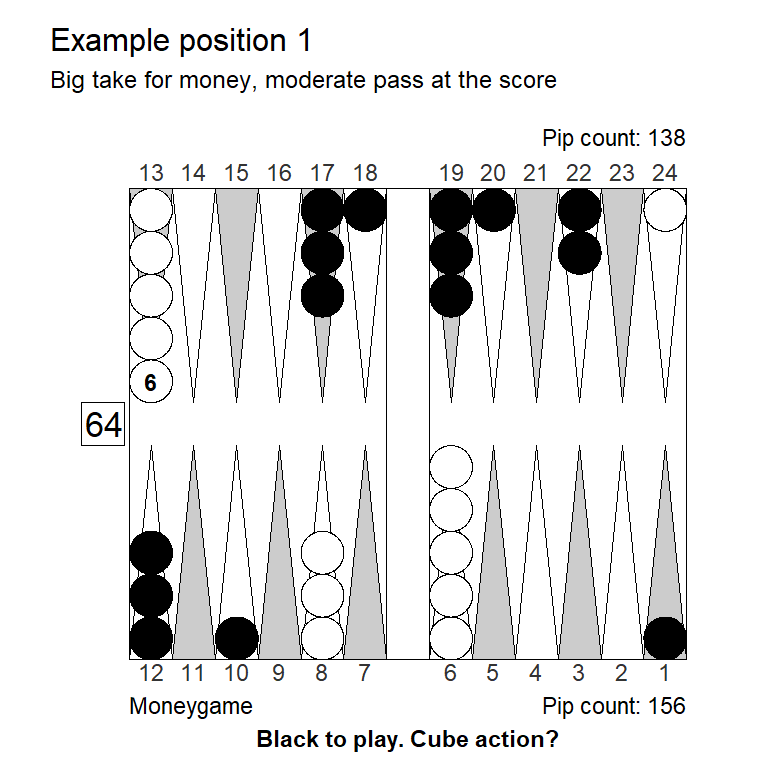 Example position 1
Big take for money, moderate pass at the score
Pip count: 138
13 14 15 16 17 18 19 20 21 22 23 24
6
64
12 11 10 9 8 7 6 5 4 3 2 1
Moneygame Pip count: 156
Black to play. Cube action?